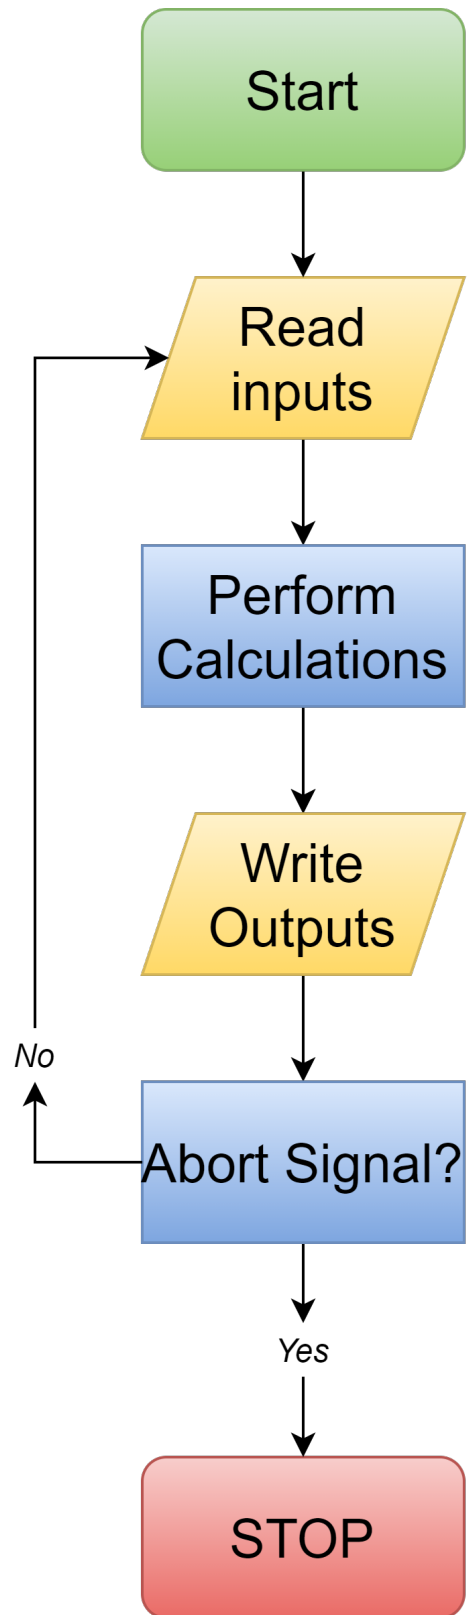 Start
Read
inputs
Perform
Calculations
Write
Outputs
No
Abort Signal?
Yes
STOP